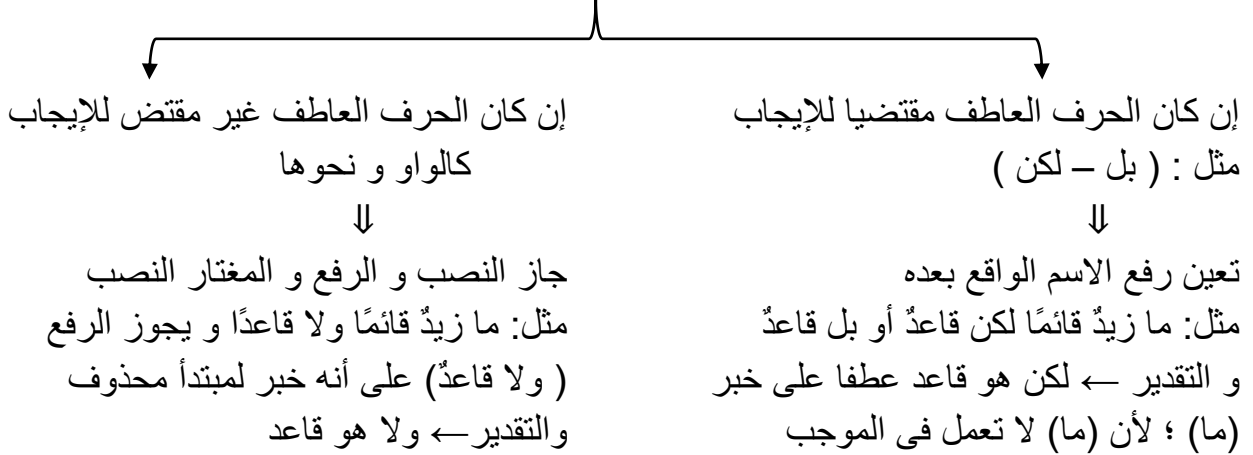 إن كان الحرف العاطف مقتضيا للإيجاب
مثل : ( بل – لكن )
⇓
تعين رفع الاسم الواقع بعده
مثل: ما زيدٌ قائمًا لكن قاعدٌ أو بل قاعدٌ
و التقدير ← لكن هو قاعد عطفا على خبر
(ما) ؛ لأن (ما) لا تعمل فى الموجب
إن كان الحرف العاطف غير مقتض للإيجاب
كالواو و نحوها
⇓
جاز النصب و الرفع و المغتار النصب
مثل: ما زيدٌ قائمًا ولا قاعدًا و يجوز الرفع
( ولا قاعدٌ) على أنه خبر لمبتدأ محذوف
والتقدير← ولا هو قاعد